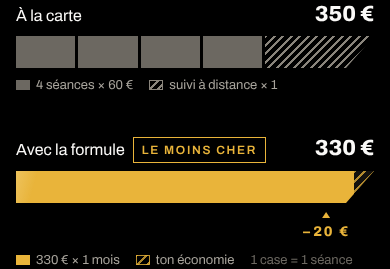 À la carte 350 €
4 séances × 60 € suivi à distance × 1
Avec la formule LE MOINS CHER 330 €
−20 €
330 € × 1 mois ton économie 1 case = 1 séance